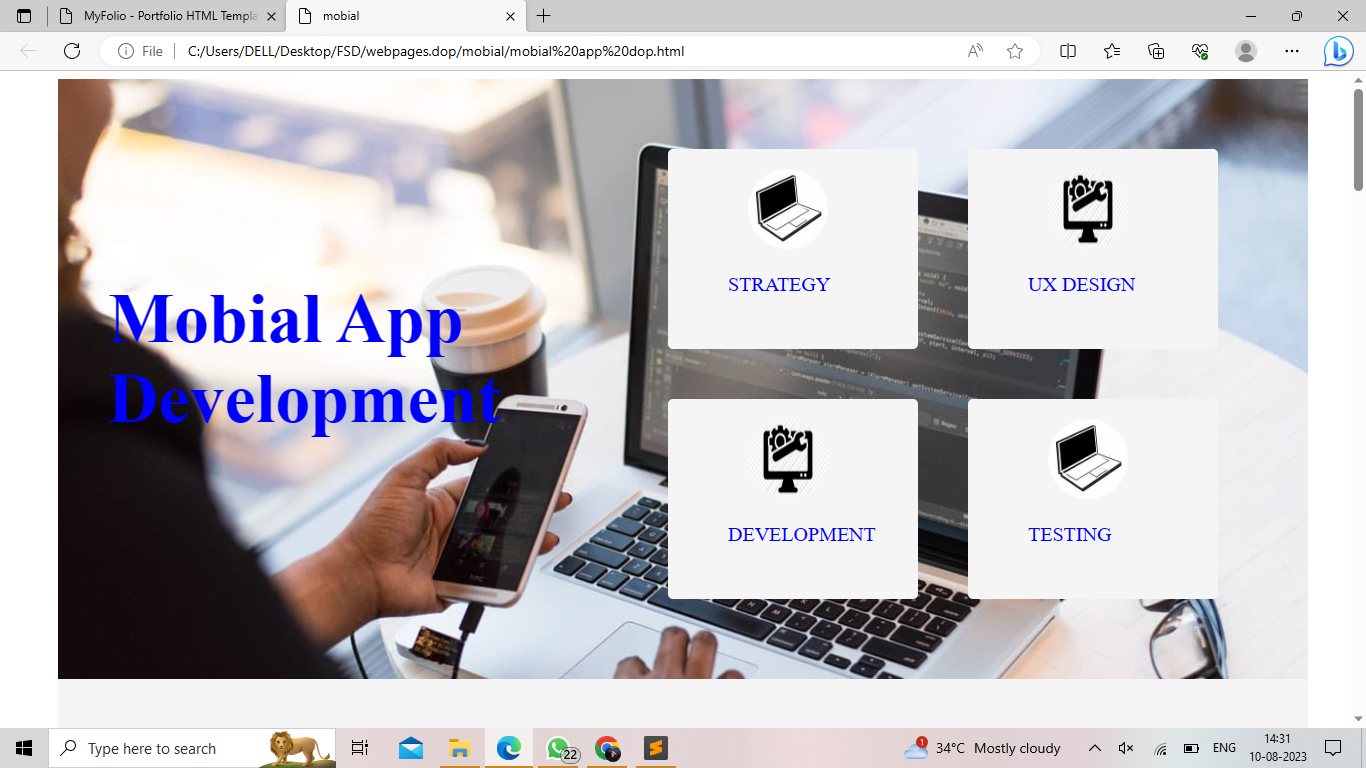 MyFolio - Portfolio HTML Templa
mobial
File
C:/Users/DELL/Desktop/FSD/webpages.dop/mobial/mobial%20app%20dop.html
Mobial App
Development
STRATEGY
UX DESIGN
DEVELOPMENT
TESTING
Type here to search
22
1
34°C Mostly cloudy
ENG
14:31
10-08-2023